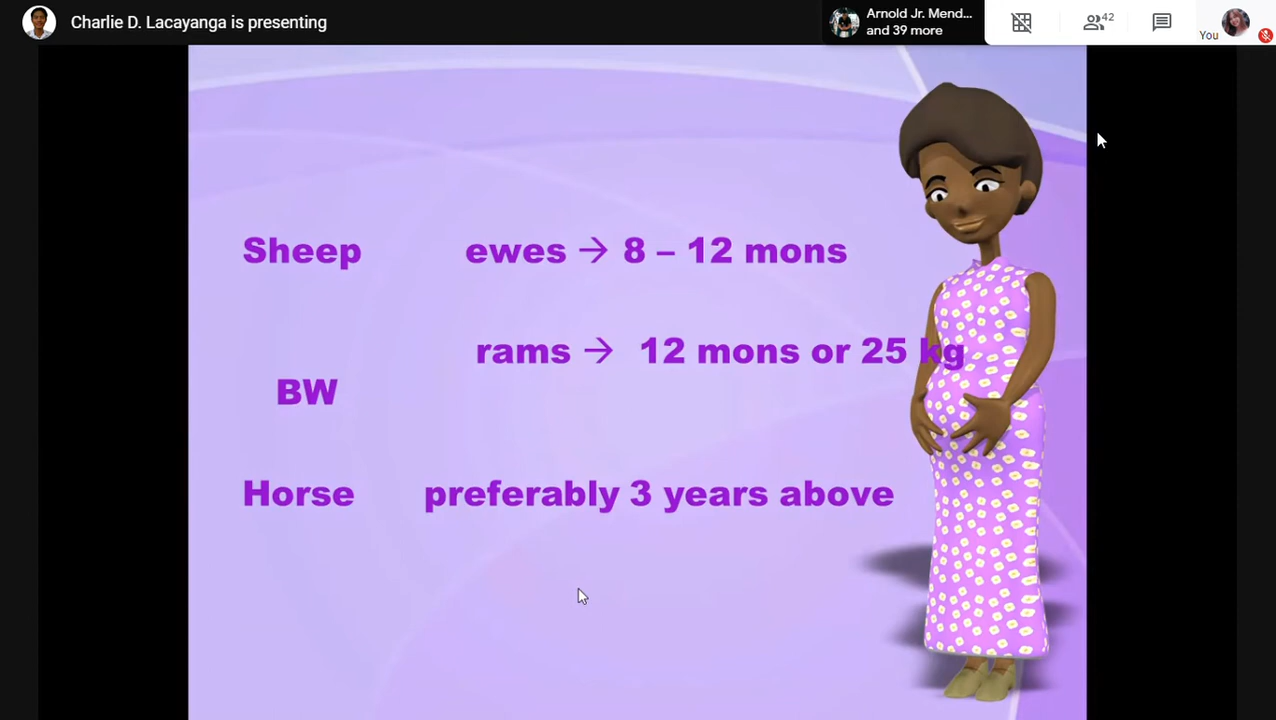 Charlie D. Lacayanga is presenting
Arnold Jr. Mend...
and 39 more
42
You
Sheep ewes → 8 – 12 mons
rams → 12 mons or 25 kg
BW
Horse preferably 3 years above